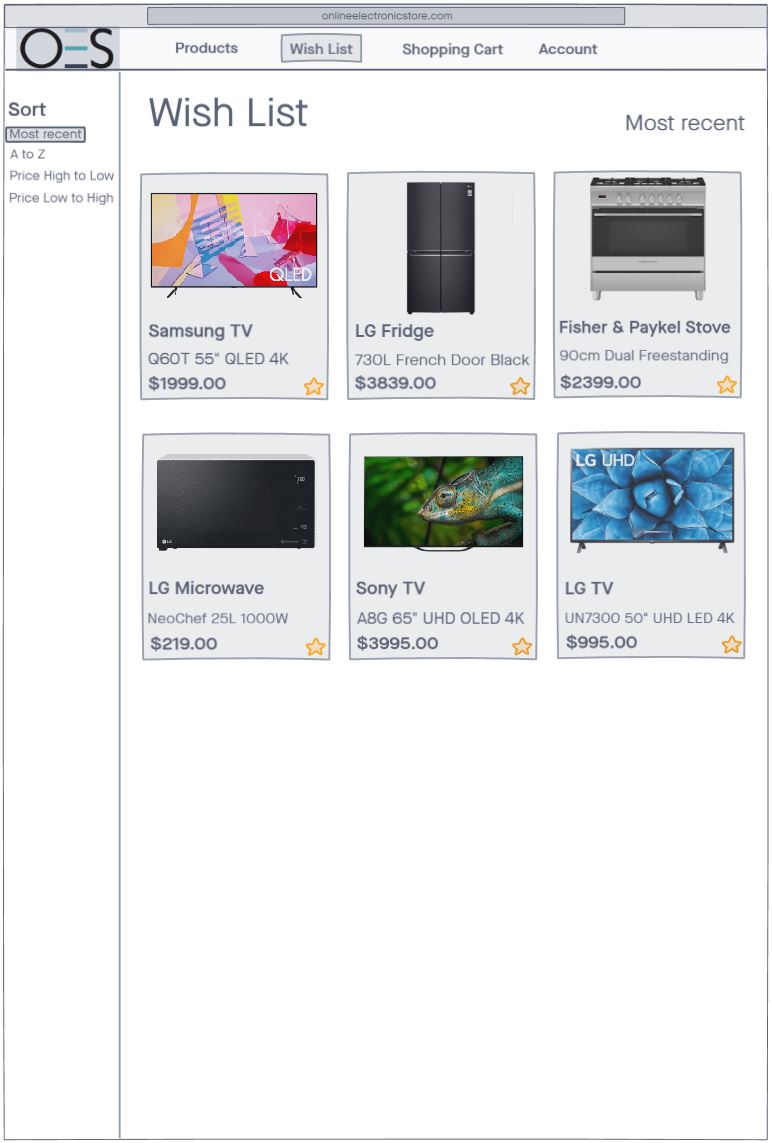 onlineelectronicstore.com
OES
Products Wish List Shopping Cart Account
Sort
Most recent
A to Z
Price High to Low
Price Low to High
Wish List
Most recent
QLED
Samsung TV
Q60T 55" QLED 4K
$1999.00
LG Fridge
730L French Door Black
$3839.00
Fisher & Paykel Stove
90cm Dual Freestanding
$2399.00
LG
LG Microwave
NeoChef 25L 1000W
$219.00
Sony TV
A8G 65" UHD OLED 4K
$3995.00
LG UHD
LG TV
UN7300 50" UHD LED 4K
$995.00